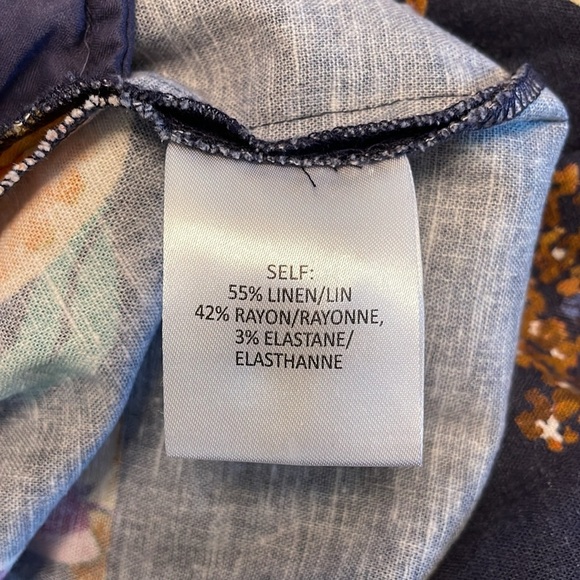 SELF:
55% LINEN/LIN
42% RAYON/RAYONNE,
3% ELASTANE/
ELASTHANNE